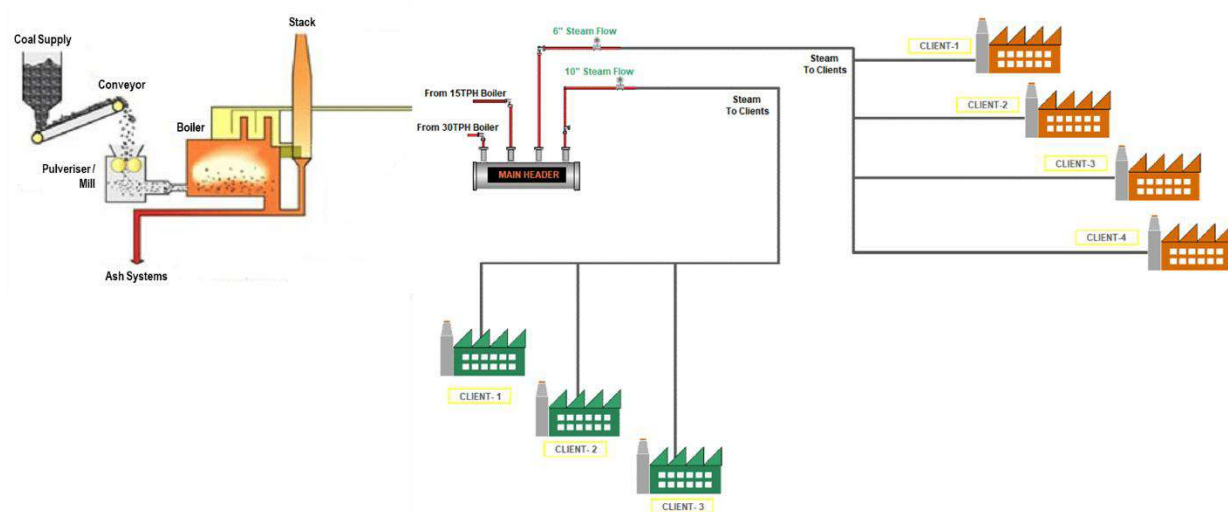 Stack
Coal Supply
Conveyor
Boiler
Pulveriser /
Mill
Ash Systems
6" Steam Flow
10" Steam Flow
From 15TPH Boiler
From 30TPH Boiler
MAIN HEADER
Steam
To Clients
Steam
To Clients
CLIENT-1
CLIENT-2
CLIENT-3
CLIENT-4
CLIENT- 1
CLIENT- 2
CLIENT- 3